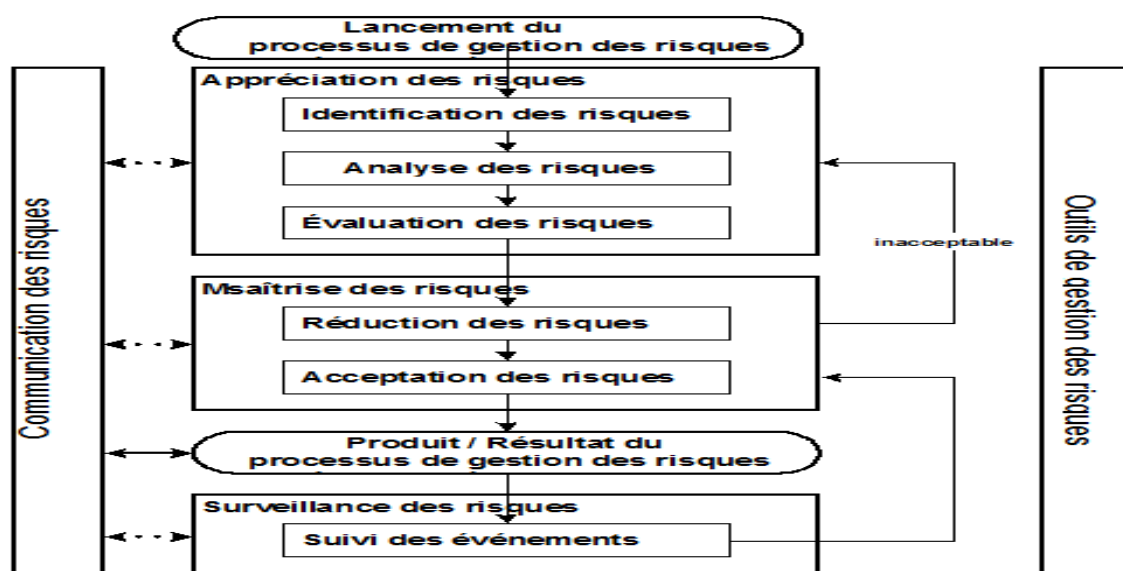 Lancement du
processus de gestion des risques
Appréciation des risques
Identification des risques
Analyse des risques
Évaluation des risques
inacceptable
Msaîtrise des risques
Réduction des risques
Acceptation des risques
Produit / Résultat du
processus de gestion des risques
Surveillance des risques
Suivi des événements
Communication des risques
Outils de gestion des risques